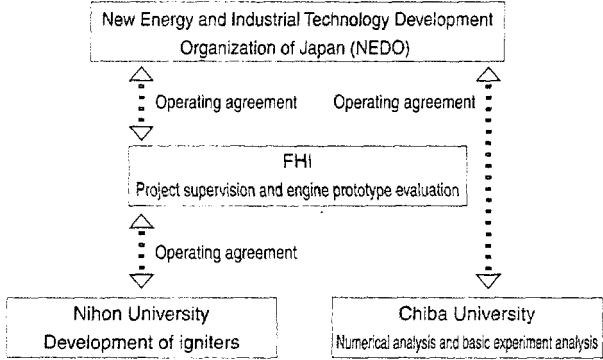 New Energy and Industrial Technology Development
Organization of Japan (NEDO)
Operating agreement
Operating agreement
FHI
Project supervision and engine prototype evaluation
Operating agreement
Nihon University
Development of igniters
Chiba University
Numerical analysis and basic experiment analysis